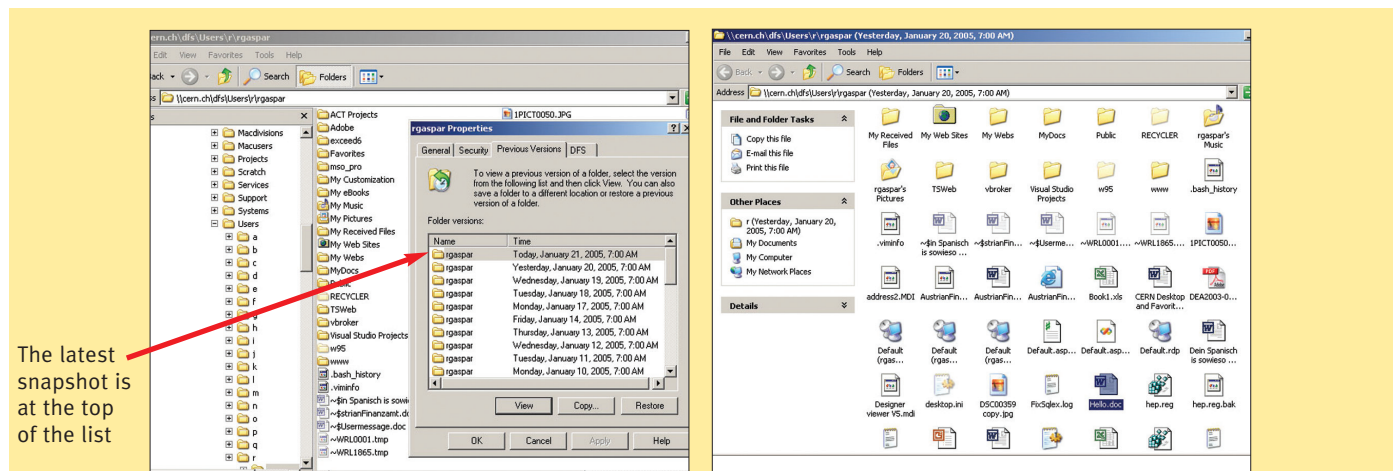 ern.ch\dfs\Users\r\rgaspar
Edit View Favorites Tools Help
ack Search Folders
ss \\cern.ch\dfs\Users\r\rgaspar
s x
Macdivisions
Macusers
Projects
Scratch
Services
Support
Systems
Users
a
b
c
d
e
f
g
h
i
j
k
l
m
n
o
p
q
r
ACT Projects
Adobe
exceed6
Favorites
mso_pro
My Customization
My eBooks
My Music
My Pictures
My Received Files
My Web Sites
My Webs
MyDocs
Public
RECYCLER
TSWeb
vbroker
Visual Studio Projects
w95
www
.bash_history
.viminfo
~$in Spanisch is sowi
~$strianFinanzamt.d
~$Usermessage.doc
~WRL0001.tmp
~WRL1865.tmp
1PICT0050.JPG
rgaspar Properties ? X
General Security Previous Versions DFS
To view a previous version of a folder, select the version
from the following list and then click View. You can also
save a folder to a different location or restore a previous
version of a folder.
Folder versions:
Name Time
rgaspar Today, January 21, 2005, 7:00 AM
rgaspar Yesterday, January 20, 2005, 7:00 AM
rgaspar Wednesday, January 19, 2005, 7:00 AM
rgaspar Tuesday, January 18, 2005, 7:00 AM
rgaspar Monday, January 17, 2005, 7:00 AM
rgaspar Friday, January 14, 2005, 7:00 AM
rgaspar Thursday, January 13, 2005, 7:00 AM
rgaspar Wednesday, January 12, 2005, 7:00 AM
rgaspar Tuesday, January 11, 2005, 7:00 AM
rgaspar Monday, January 10, 2005, 7:00 AM
View Copy... Restore
OK Cancel Apply Help
The latest
snapshot is
at the top
of the list
\\cern.ch\dfs\Users\r\rgaspar (Yesterday, January 20, 2005, 7:00 AM)
File Edit View Favorites Tools Help
Back Search Folders
Address \\cern.ch\dfs\Users\r\rgaspar (Yesterday, January 20, 2005, 7:00 AM)
File and Folder Tasks
Copy this file
E-mail this file
Print this file
Other Places
r (Yesterday, January 20,
2005, 7:00 AM)
My Documents
My Computer
My Network Places
Details
My Received My Web Sites My Webs MyDocs Public RECYCLER rgaspar's
Files Music
rgaspar's TSWeb vbroker Visual Studio w95 www .bash_history
Pictures Projects
.viminfo ~$in Spanisch ~$strianFin... ~$Userme... ~WRL0001.... ~WRL1865.... 1PICT0050...
is sowieso ...
address2.MDI AustrianFin... AustrianFin... AustrianFin... Book1.xls CERN Desktop DEA2003-0...
and Favorit...
Default Default Default Default.asp... Default.asp... Default.rdp Dein Spanisch
(rgas... (rgas... (rgas... is sowieso ...
Designer desktop.ini DSC00359 FixSqlex.log Hello.doc hep.reg hep.reg.bak
viewer V5.mdi copy.jpg